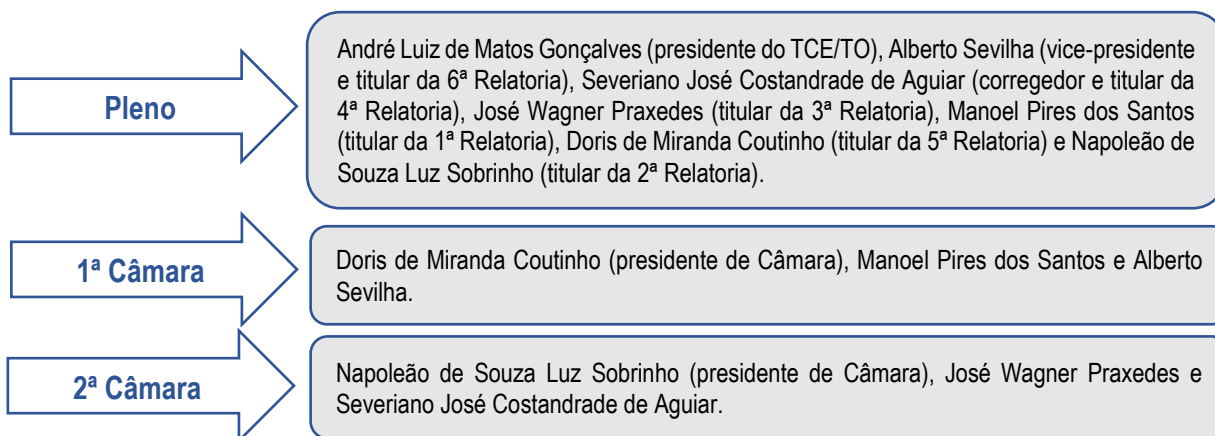 Pleno
André Luiz de Matos Gonçalves (presidente do TCE/TO), Alberto Sevilha (vice-presidente
e titular da 6ª Relatoria), Severiano José Costandrade de Aguiar (corregedor e titular da
4ª Relatoria), José Wagner Praxedes (titular da 3ª Relatoria), Manoel Pires dos Santos
(titular da 1ª Relatoria), Doris de Miranda Coutinho (titular da 5ª Relatoria) e Napoleão de
Souza Luz Sobrinho (titular da 2ª Relatoria).
1ª Câmara
Doris de Miranda Coutinho (presidente de Câmara), Manoel Pires dos Santos e Alberto
Sevilha.
2ª Câmara
Napoleão de Souza Luz Sobrinho (presidente de Câmara), José Wagner Praxedes e
Severiano José Costandrade de Aguiar.